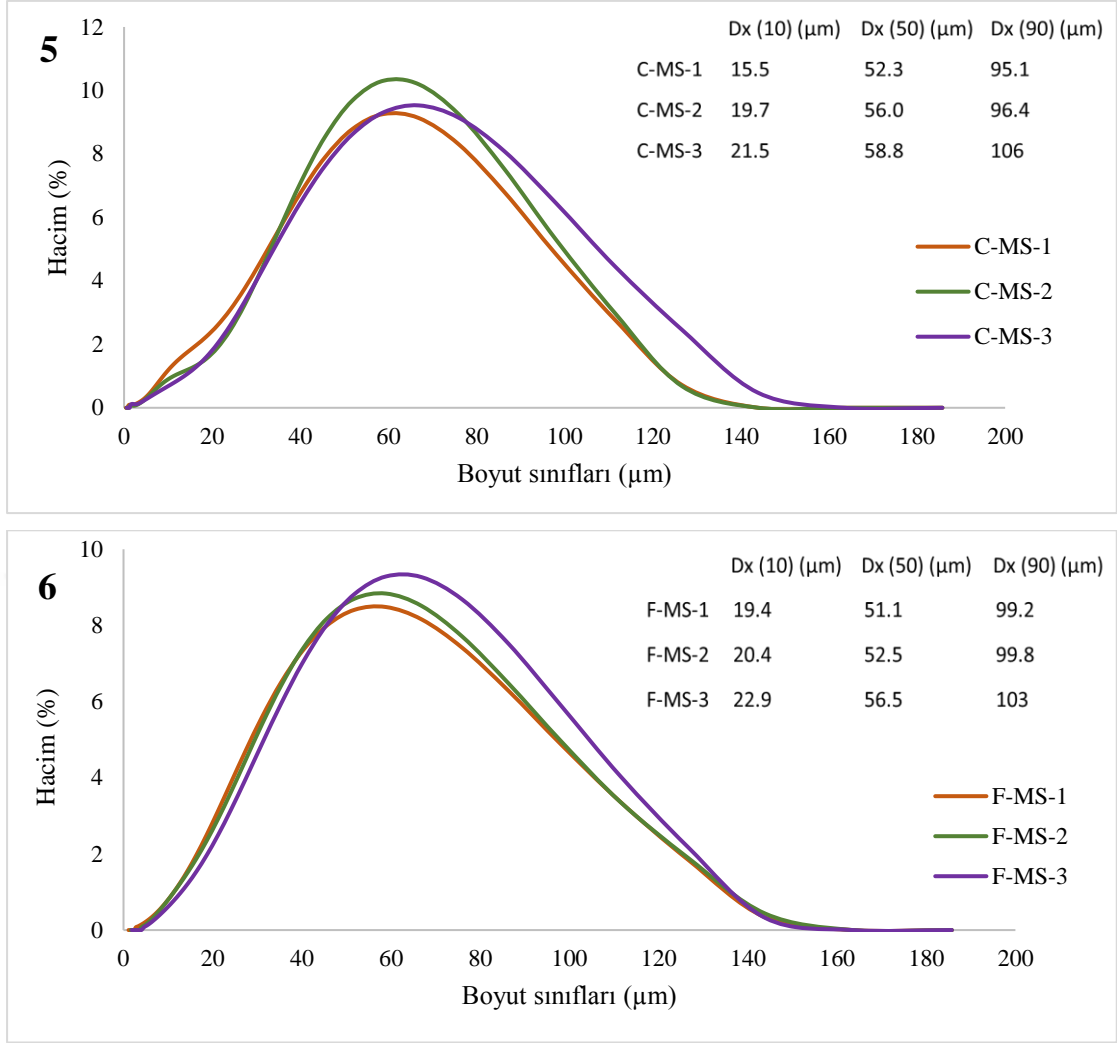 5
Dx (10) (µm) Dx (50) (µm) Dx (90) (µm)
C-MS-1 15.5 52.3 95.1
C-MS-2 19.7 56.0 96.4
C-MS-3 21.5 58.8 106
12
10
8
6
4
2
0
Hacim (%)
C-MS-1
C-MS-2
C-MS-3
0 20 40 60 80 100 120 140 160 180 200
Boyut sınıfları (µm)
6
Dx (10) (µm) Dx (50) (µm) Dx (90) (µm)
F-MS-1 19.4 51.1 99.2
F-MS-2 20.4 52.5 99.8
F-MS-3 22.9 56.5 103
10
8
6
4
2
0
Hacim (%)
F-MS-1
F-MS-2
F-MS-3
0 20 40 60 80 100 120 140 160 180 200
Boyut sınıfları (µm)